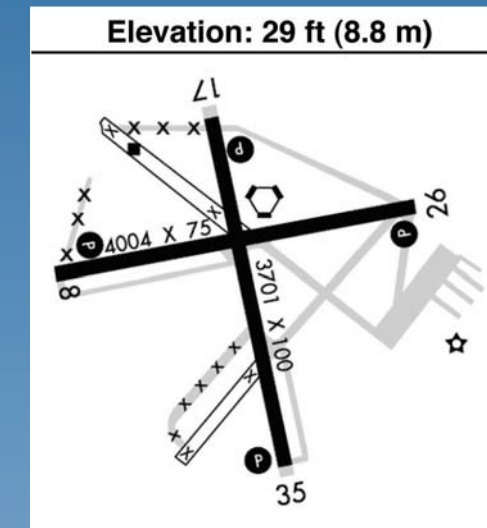 Elevation: 29 ft (8.8 m)
17
X X X X
P
X
26
X
X
X
P
4004 X 75
P
8
3701 X 100
X
X
X
X
X
X
X
P
35